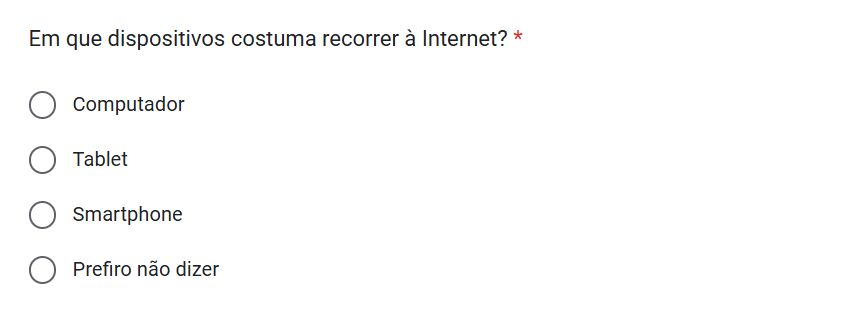 Em que dispositivos costuma recorrer à Internet? *
Computador
Tablet
Smartphone
Prefiro não dizer